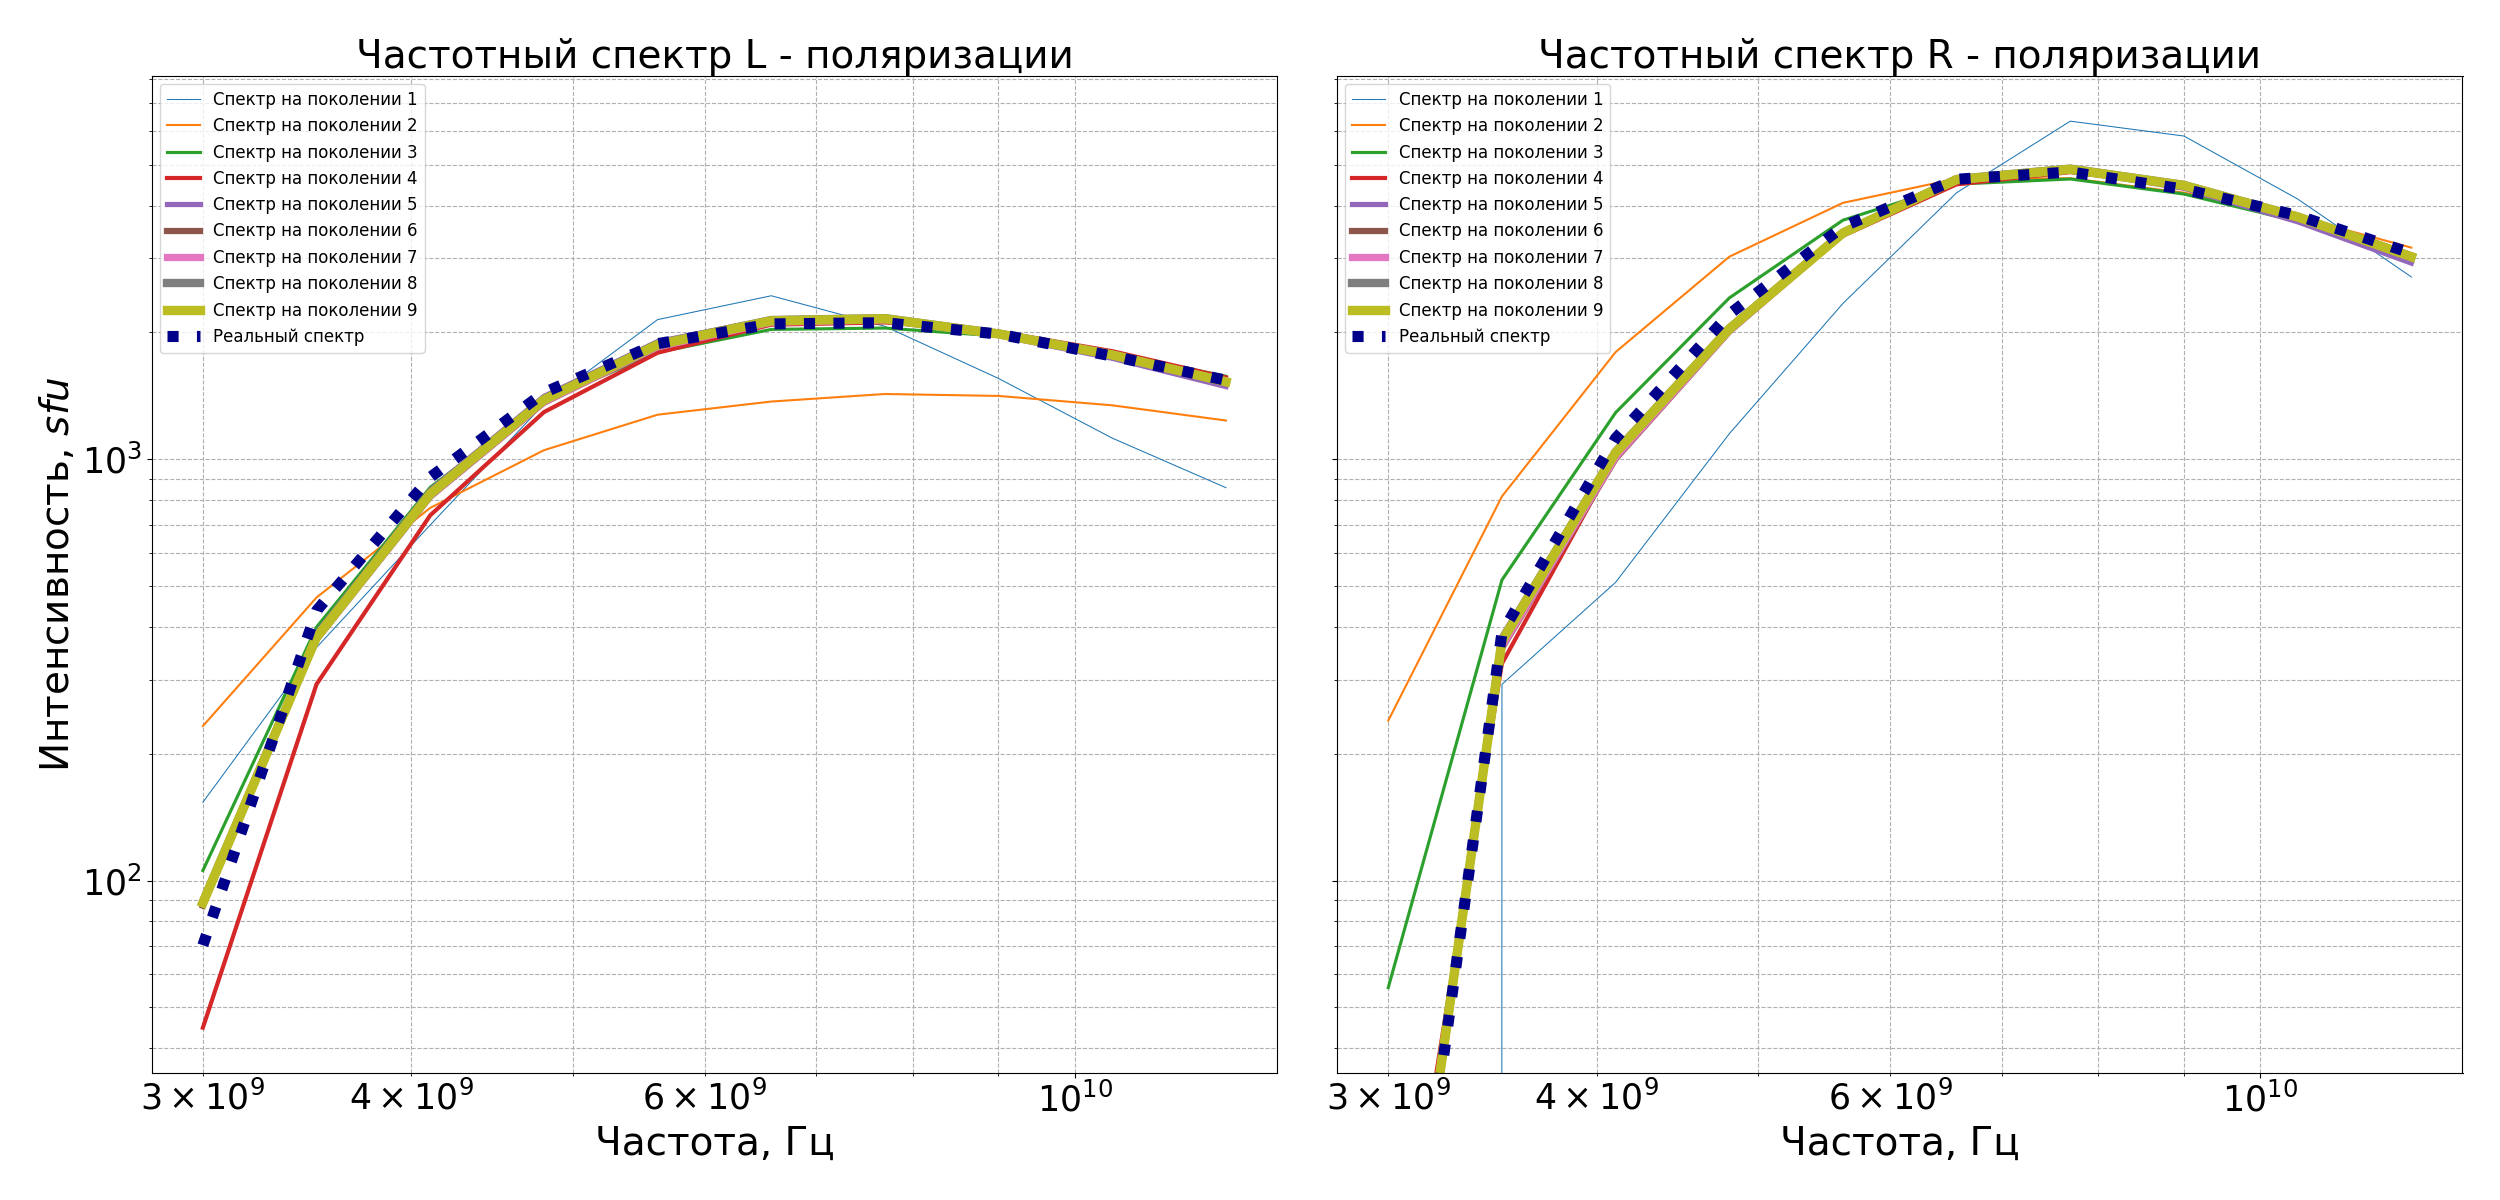 Частотный спектр L - поляризации
Спектр на поколении 1
Спектр на поколении 2
Спектр на поколении 3
Спектр на поколении 4
Спектр на поколении 5
Спектр на поколении 6
Спектр на поколении 7
Спектр на поколении 8
Спектр на поколении 9
Реальный спектр
Интенсивность, sfu
10³
10²
3 × 10⁹
4 × 10⁹
6 × 10⁹
10¹⁰
Частота, Гц
Частотный спектр R - поляризации
Спектр на поколении 1
Спектр на поколении 2
Спектр на поколении 3
Спектр на поколении 4
Спектр на поколении 5
Спектр на поколении 6
Спектр на поколении 7
Спектр на поколении 8
Спектр на поколении 9
Реальный спектр
3 × 10⁹
4 × 10⁹
6 × 10⁹
10¹⁰
Частота, Гц